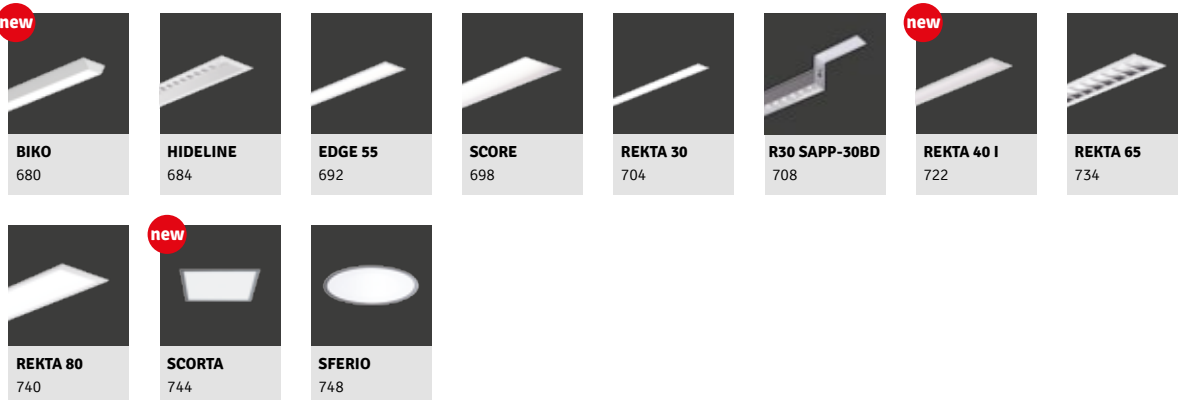 new
BIKO
680
HIDELINE
684
EDGE 55
692
SCORE
698
REKTA 30
704
R30 SAPP-30BD
708
new
REKTA 40 I
722
REKTA 65
734
REKTA 80
740
new
SCORTA
744
SFERIO
748